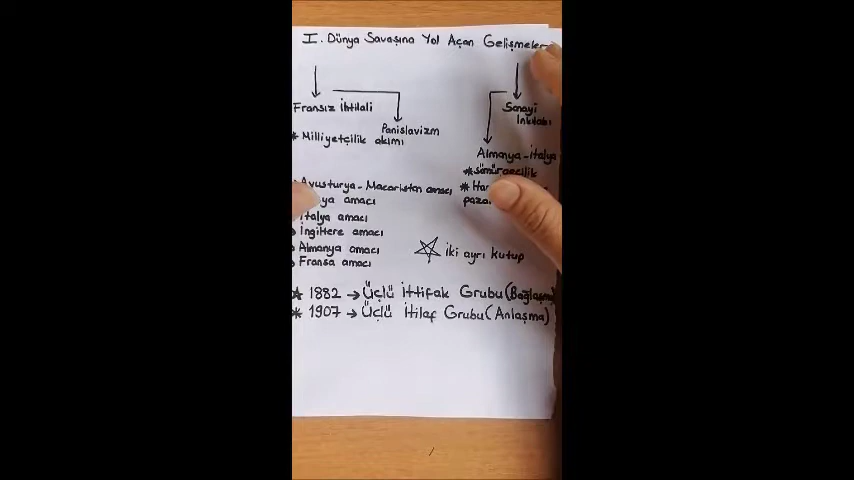 I. Dünya Savaşına Yol Açan Gelişmeler
Fransız İhtilali
Sanayi
İnkılabı
Panislavizm
* Milliyetçilik akımı
Almanya-İtalya
* sömürgecilik
Avusturya-Macaristan amacı
*
amacı
İtalya amacı
İngiltere amacı
Almanya amacı
Fransa amacı
☆ iki ayrı kutup
★ 1882 → Üçlü İttifak Grubu (Bağlaşma)
* 1907 → Üçlü İtilaf Grubu (Anlaşma)